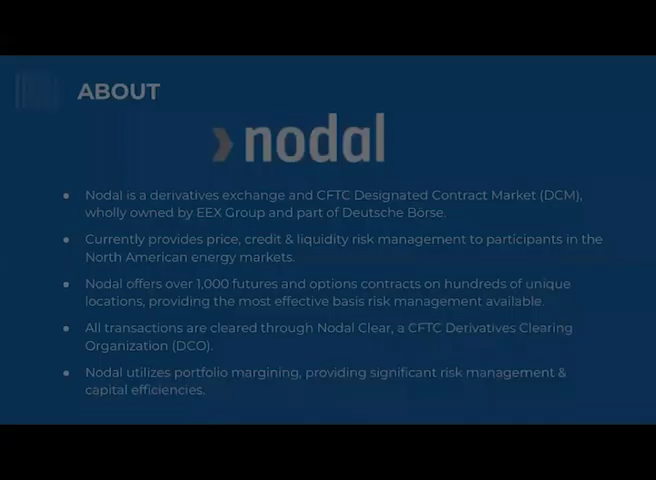 ABOUT
nodal
• Nodal is a derivatives exchange and CFTC Designated Contract Market (DCM),
wholly owned by EEX Group and part of Deutsche Börse.
• Currently provides price, credit & liquidity risk management to participants in the
North American energy markets.
• Nodal offers over 1,000 futures and options contracts on hundreds of unique
locations, providing the most effective basis risk management available.
• All transactions are cleared through Nodal Clear, a CFTC Derivatives Clearing
Organization (DCO).
• Nodal utilizes portfolio margining, providing significant risk management &
capital efficiencies.